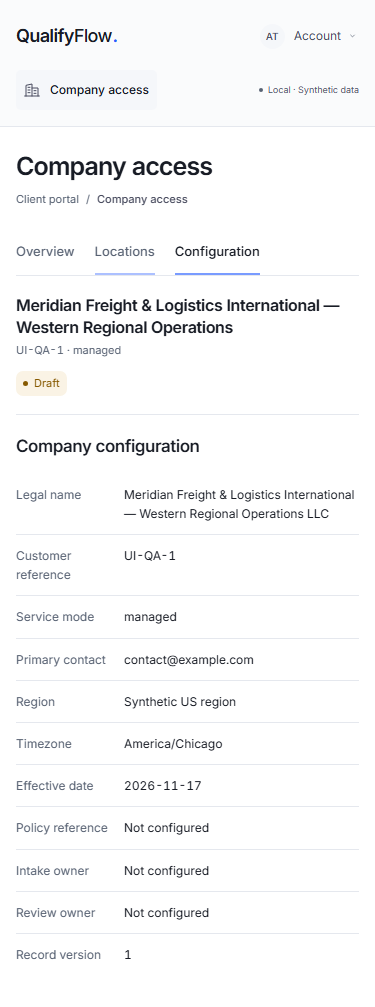 QualifyFlow.
AT Account
Company access
Local · Synthetic data
Company access
Client portal / Company access
Overview Locations Configuration
Meridian Freight & Logistics International —
Western Regional Operations
UI-QA-1 · managed
Draft
Company configuration
Legal name Meridian Freight & Logistics International
— Western Regional Operations LLC
Customer UI-QA-1
reference
Service mode managed
Primary contact contact@example.com
Region Synthetic US region
Timezone America/Chicago
Effective date 2026-11-17
Policy reference Not configured
Intake owner Not configured
Review owner Not configured
Record version 1